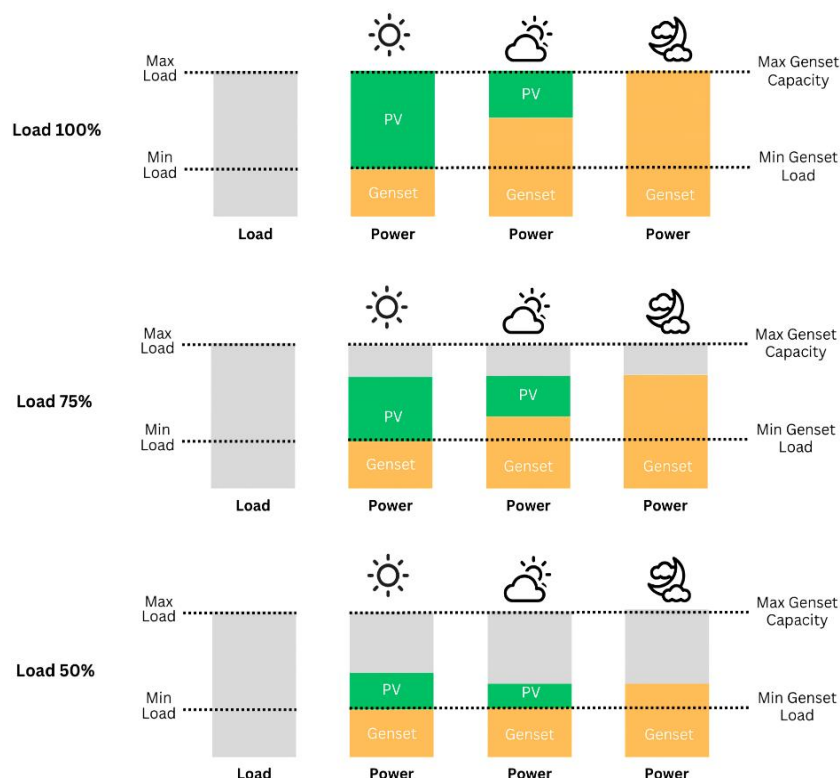 Max
Load
PV
PV
Max Genset
Capacity
Load 100%
Min
Load
Genset
Genset
Genset
Min Genset
Load
Load
Power
Power
Power
Max
Load
Max Genset
Capacity
PV
PV
Load 75%
Min
Load
Genset
Genset
Genset
Min Genset
Load
Load
Power
Power
Power
Max
Load
Max Genset
Capacity
Load 50%
PV
PV
Min
Load
Genset
Genset
Genset
Min Genset
Load
Load
Power
Power
Power